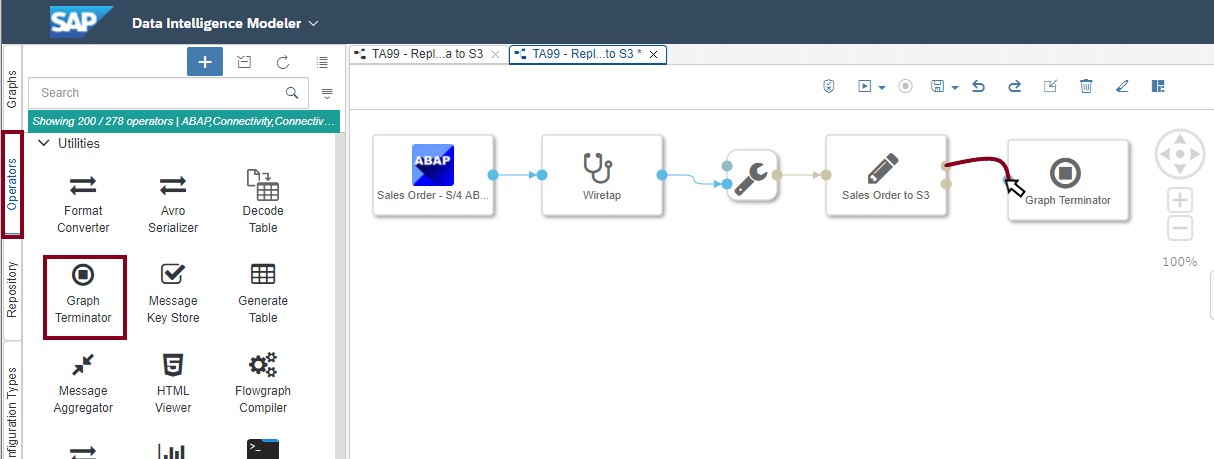 SAP
Data Intelligence Modeler
Graphs
Operators
Repository
nfiguration Types
+
Search
Showing 200 / 278 operators | ABAP,Connectivity,Connectiv…
Utilities
Format
Converter
Avro
Serializer
Decode
Table
Graph
Terminator
Message
Key Store
Generate
Table
Message
Aggregator
HTML
Viewer
Flowgraph
Compiler
>_
TA99 - Repl...a to S3
TA99 - Repl...to S3 *
ABAP
Sales Order - S/4 AB...
Wiretap
Sales Order to S3
Graph Terminator
100%